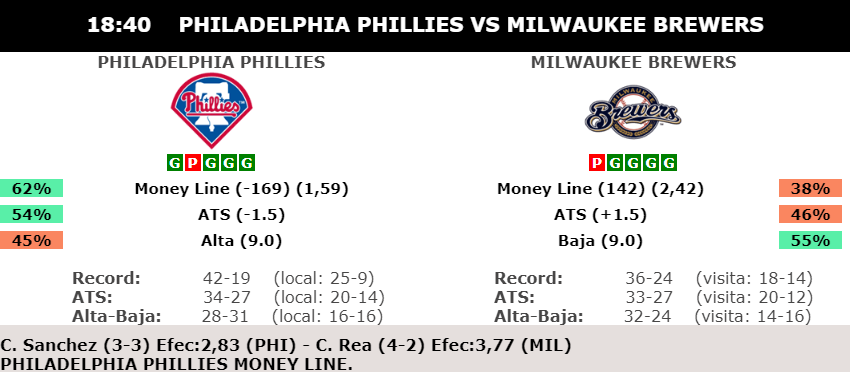 18:40 PHILADELPHIA PHILLIES VS MILWAUKEE BREWERS
PHILADELPHIA PHILLIES MILWAUKEE BREWERS
Phillies
MILWAUKEE
Brewers
G P G G G P G G G G
62% Money Line (-169) (1,59) Money Line (142) (2,42) 38%
54% ATS (-1.5) ATS (+1.5) 46%
45% Alta (9.0) Baja (9.0) 55%
Record: 42-19 (local: 25-9) Record: 36-24 (visita: 18-14)
ATS: 34-27 (local: 20-14) ATS: 33-27 (visita: 20-12)
Alta-Baja: 28-31 (local: 16-16) Alta-Baja: 32-24 (visita: 14-16)
C. Sanchez (3-3) Efec:2,83 (PHI) - C. Rea (4-2) Efec:3,77 (MIL)
PHILADELPHIA PHILLIES MONEY LINE.